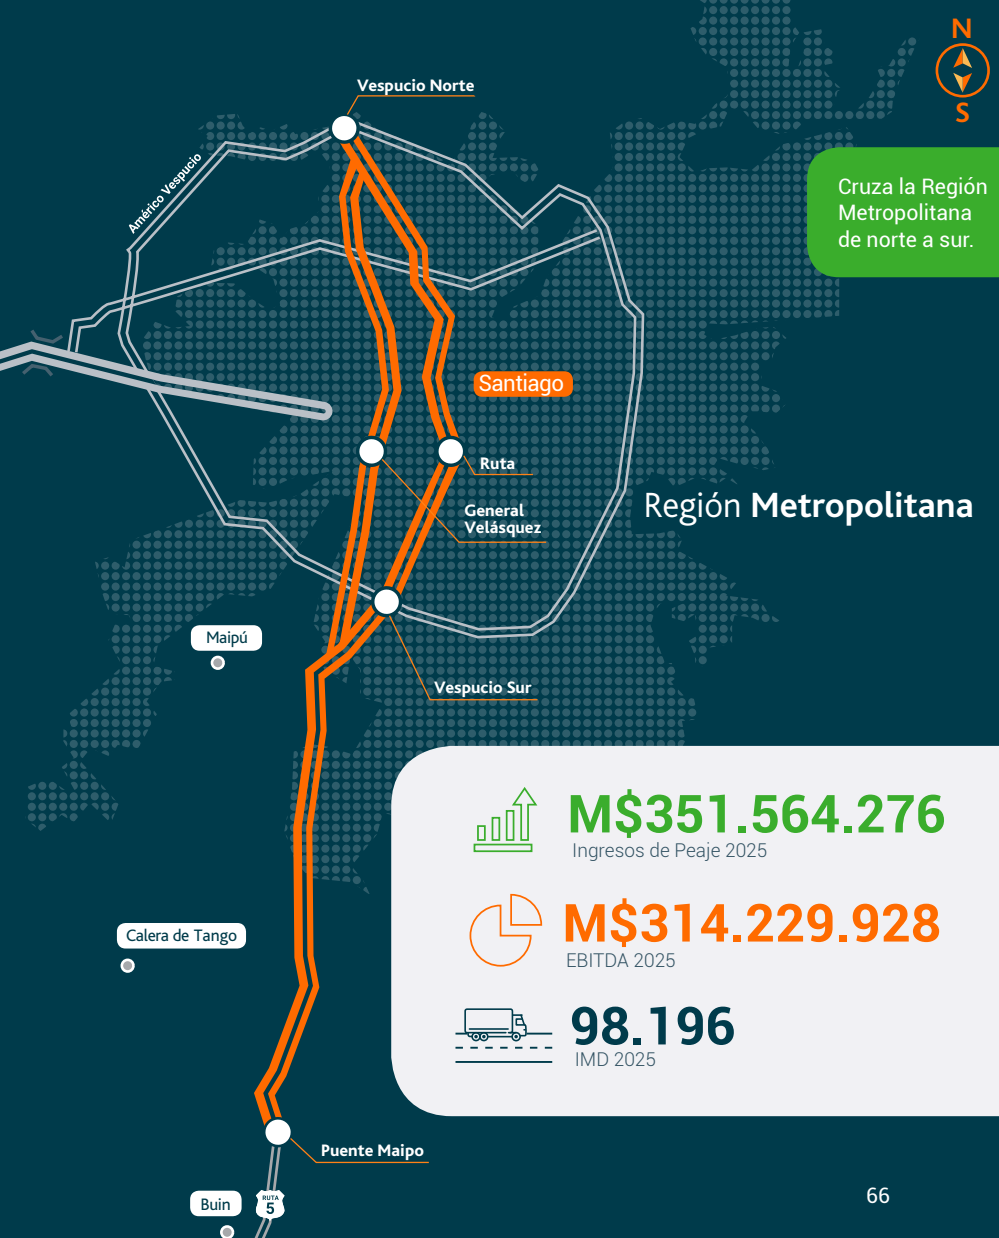 N
S
Vespucio Norte
Américo Vespucio
Cruza la Región
Metropolitana
de norte a sur.
Santiago
Ruta
General
Velásquez
Región Metropolitana
Maipú
Vespucio Sur
M$351.564.276
Ingresos de Peaje 2025
M$314.229.928
EBITDA 2025
98.196
IMD 2025
Calera de Tango
Puente Maipo
Buin
RUTA
5
66